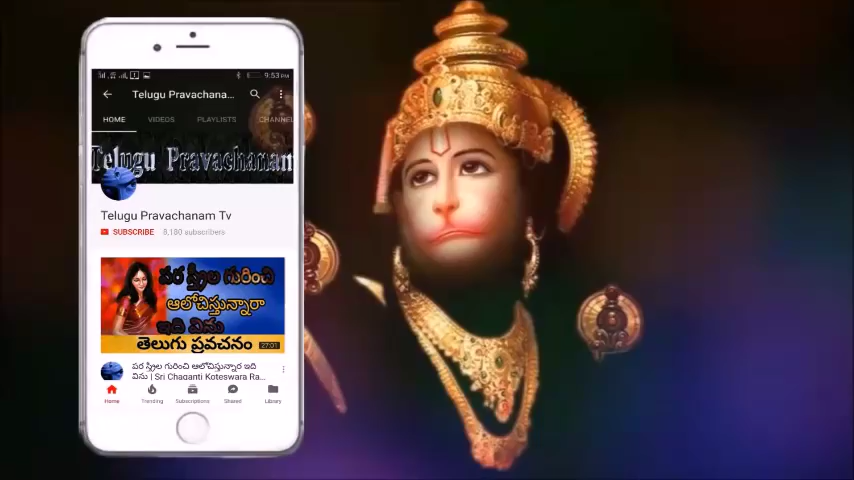 9:53 PM
Telugu Pravachana...
HOME VIDEOS PLAYLISTS CHANNEL
Telugu Pravachanam
Telugu Pravachanam Tv
SUBSCRIBE 8,180 subscribers
పర స్త్రీల గురించి
ఆలోచిస్తున్నారా
ఇది విను
తెలుగు ప్రవచనం 27:01
పర స్త్రీల గురించి ఆలోచిస్తున్నార ఇది
విను | Sri Chaganti Koteswara Ra...
Home Trending Subscriptions Shared Library